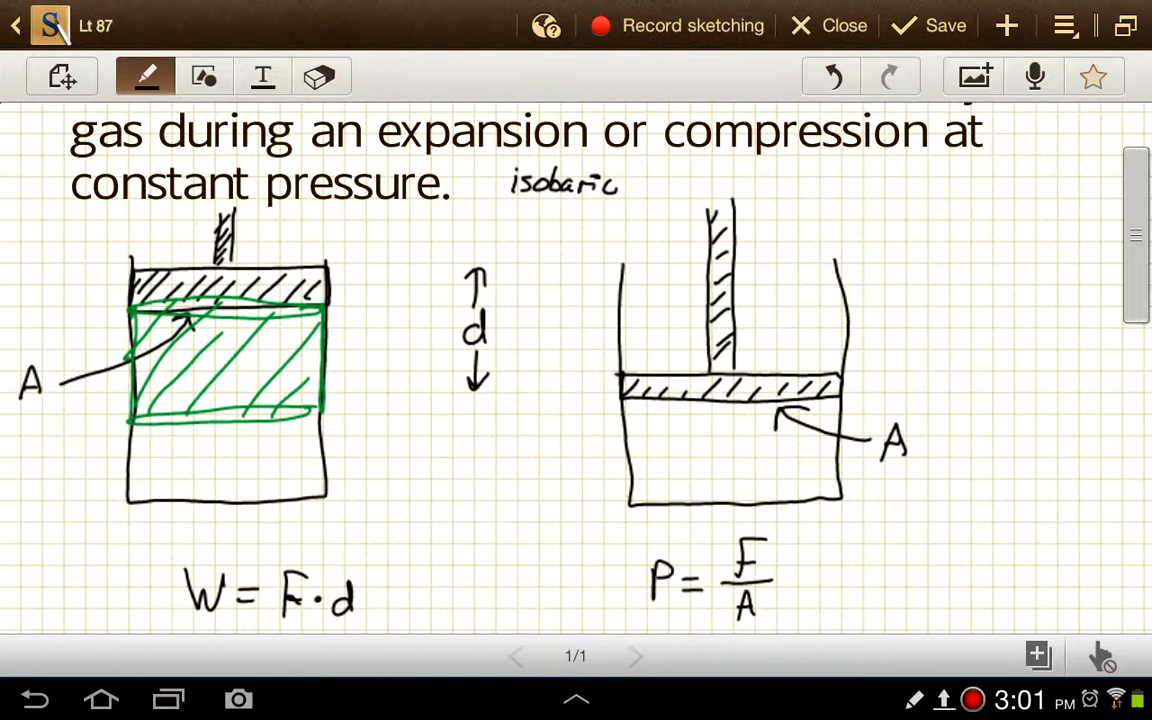 S Lt 87 Record sketching Close Save
T
gas during an expansion or compression at
constant pressure. isobaric
d
A
A
W = F · d
P = F / A
1/1
3:01 PM